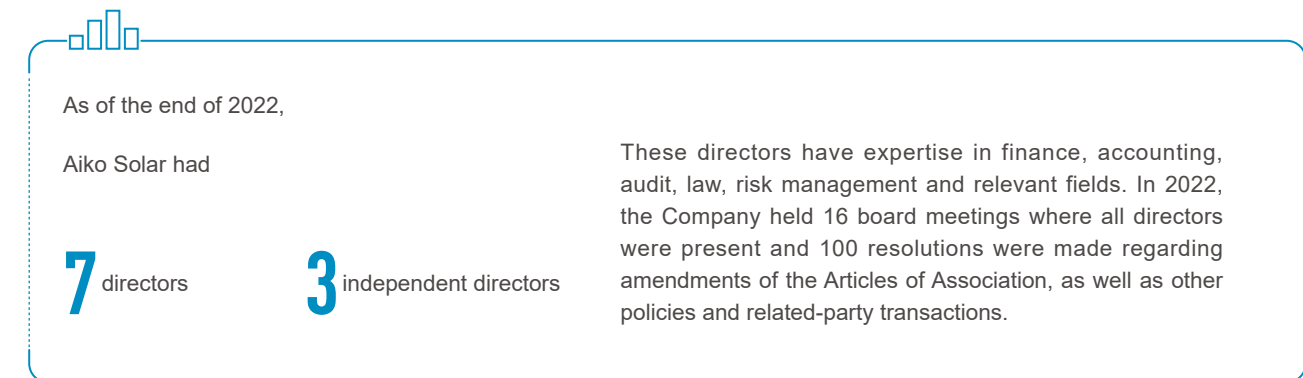 As of the end of 2022,
Aiko Solar had
7 directors
3 independent directors
These directors have expertise in finance, accounting,
audit, law, risk management and relevant fields. In 2022,
the Company held 16 board meetings where all directors
were present and 100 resolutions were made regarding
amendments of the Articles of Association, as well as other
policies and related-party transactions.